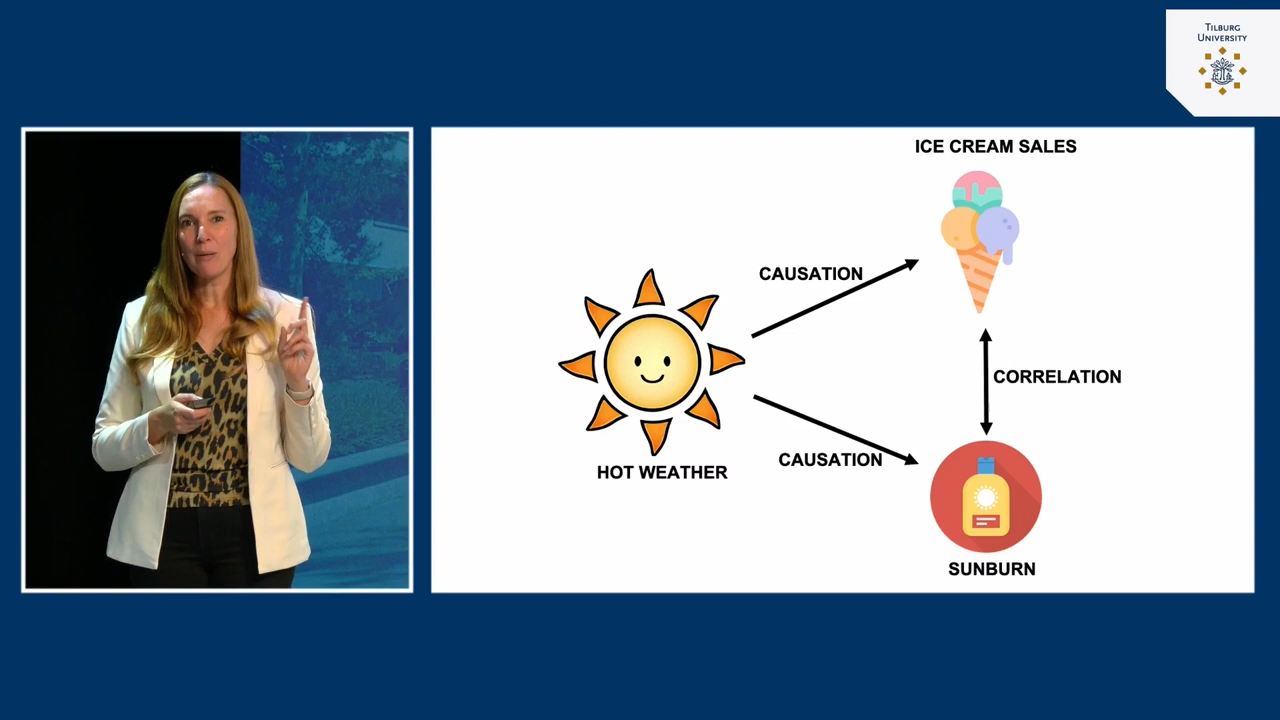 TILBURG
UNIVERSITY
ICE CREAM SALES
CAUSATION
CORRELATION
CAUSATION
HOT WEATHER
SUNBURN